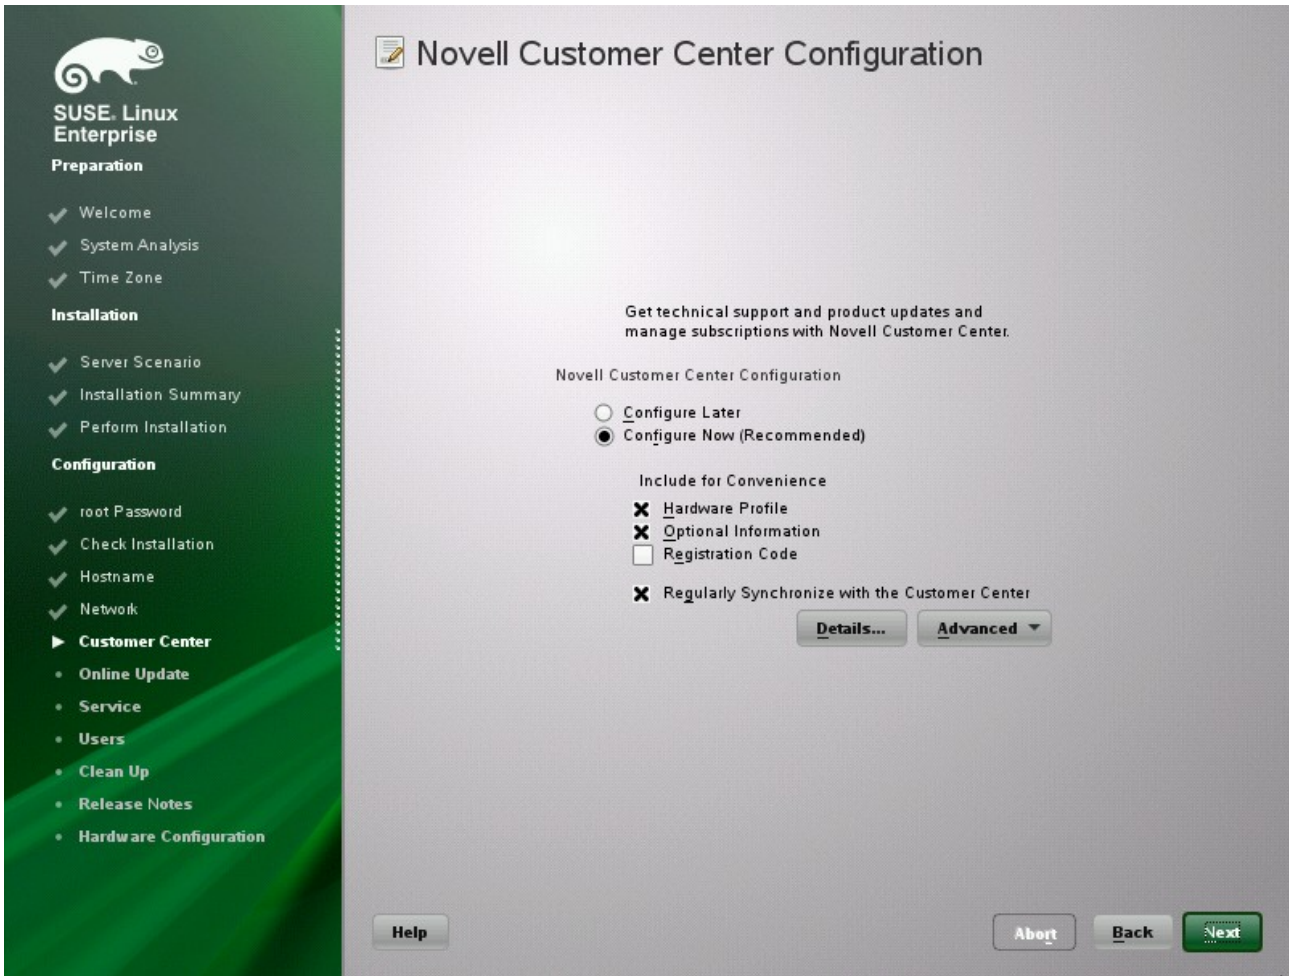 SUSE. Linux
Enterprise
Preparation
Welcome
System Analysis
Time Zone
Installation
Server Scenario
Installation Summary
Perform Installation
Configuration
root Password
Check Installation
Hostname
Network
Customer Center
Online Update
Service
Users
Clean Up
Release Notes
Hardware Configuration
Novell Customer Center Configuration
Get technical support and product updates and
manage subscriptions with Novell Customer Center.
Novell Customer Center Configuration
Configure Later
Configure Now (Recommended)
Include for Convenience
Hardware Profile
Optional Information
Registration Code
Regularly Synchronize with the Customer Center
Details... Advanced
Help Abort Back Next